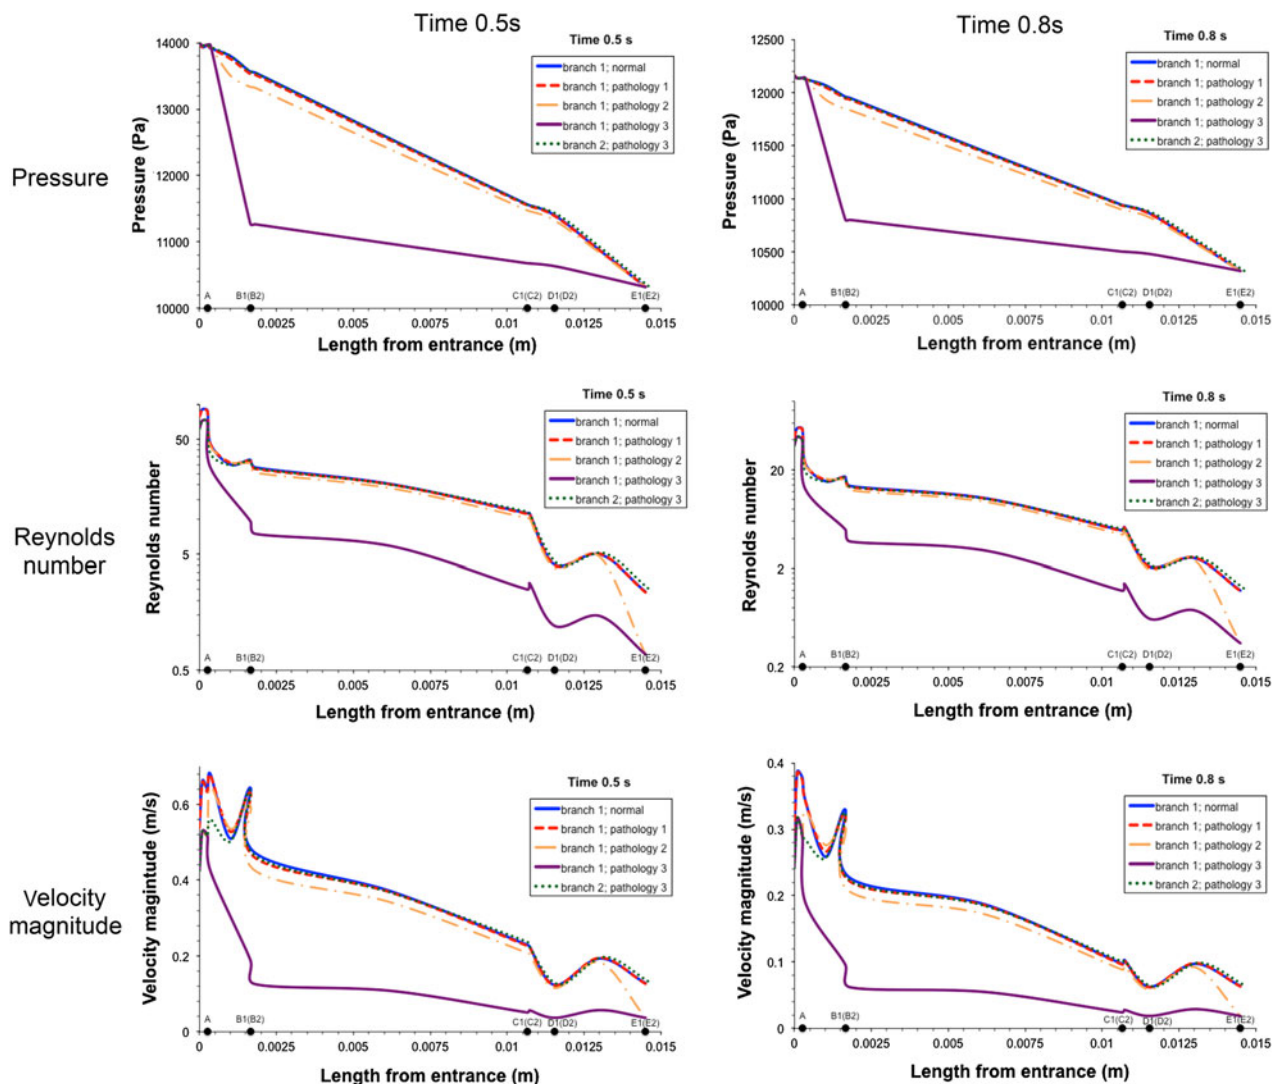 Time 0.5s
Time 0.8s
Pressure
Time 0.5 s
branch 1; normal
branch 1; pathology 1
branch 1; pathology 2
branch 1; pathology 3
branch 2; pathology 3
Pressure (Pa)
14000
13000
12000
11000
10000
A
B1(B2)
C1(C2)
D1(D2)
E1(E2)
0
0.0025
0.005
0.0075
0.01
0.0125
0.015
Length from entrance (m)
Time 0.8 s
branch 1; normal
branch 1; pathology 1
branch 1; pathology 2
branch 1; pathology 3
branch 2; pathology 3
Pressure (Pa)
12500
12000
11500
11000
10500
10000
A
B1(B2)
C1(C2)
D1(D2)
E1(E2)
0
0.0025
0.005
0.0075
0.01
0.0125
0.015
Length from entrance (m)
Reynolds
number
Time 0.5 s
branch 1; normal
branch 1; pathology 1
branch 1; pathology 2
branch 1; pathology 3
branch 2; pathology 3
Reynolds number
50
5
0.5
A
B1(B2)
C1(C2)
D1(D2)
E1(E2)
0
0.0025
0.005
0.0075
0.01
0.0125
0.015
Length from entrance (m)
Time 0.8 s
branch 1; normal
branch 1; pathology 1
branch 1; pathology 2
branch 1; pathology 3
branch 2; pathology 3
Reynolds number
20
2
0.2
A
B1(B2)
C1(C2)
D1(D2)
E1(E2)
0
0.0025
0.005
0.0075
0.01
0.0125
0.015
Length from entrance (m)
Velocity
magnitude
Time 0.5 s
branch 1; normal
branch 1; pathology 1
branch 1; pathology 2
branch 1; pathology 3
branch 2; pathology 3
Velocity magintude (m/s)
0.6
0.4
0.2
0
A
B1(B2)
C1(C2)
D1(D2)
E1(E2)
0
0.0025
0.005
0.0075
0.01
0.0125
0.015
Length from entrance (m)
Time 0.8 s
branch 1; normal
branch 1; pathology 1
branch 1; pathology 2
branch 1; pathology 3
branch 2; pathology 3
Velocity magnitude (m/s)
0.4
0.3
0.2
0.1
0
A
B1(B2)
C1(C2)
D1(D2)
E1(E2)
0
0.0025
0.005
0.0075
0.01
0.0125
0.015
Length from entrance (m)